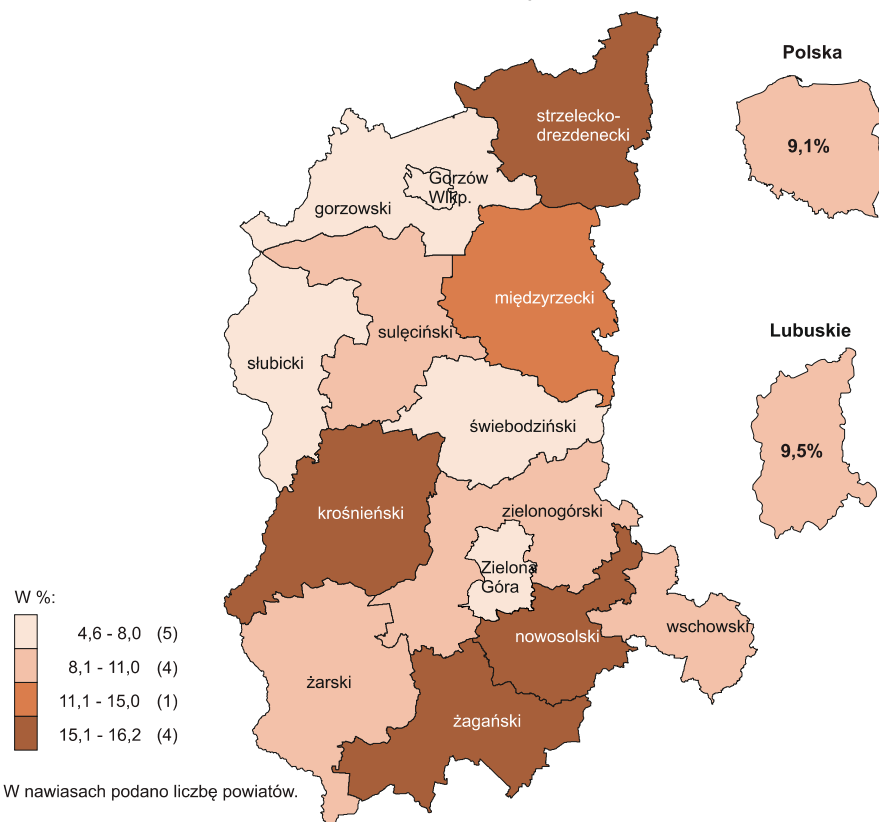 strzelecko-
drezdenecki
Polska
9,1%
Gorzów
Wlkp.
gorzowski
międzyrzecki
sulęciński
słubicki
Lubuskie
9,5%
świebodziński
krośnieński
zielonogórski
Zielona
Góra
nowosolski
wschowski
żarski
żagański
W %:
4,6 - 8,0 (5)
8,1 - 11,0 (4)
11,1 - 15,0 (1)
15,1 - 16,2 (4)
W nawiasach podano liczbę powiatów.